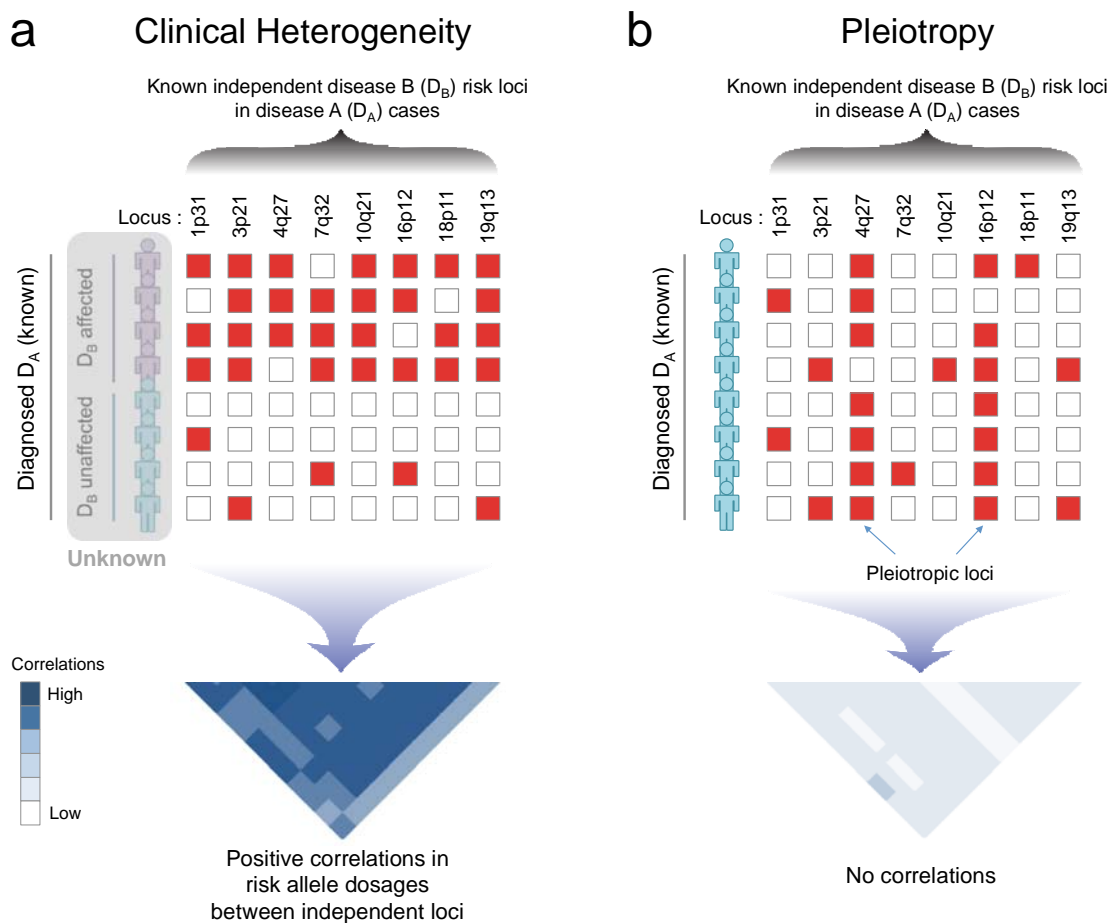 a
Clinical Heterogeneity
Known independent disease B (D_B) risk loci
in disease A (D_A) cases
Locus :
1p31
3p21
4q27
7q32
10q21
16p12
18p11
19q13
Diagnosed D_A (known)
D_B affected
D_B unaffected
Unknown
Correlations
High
Low
Positive correlations in
risk allele dosages
between independent loci
b
Pleiotropy
Known independent disease B (D_B) risk loci
in disease A (D_A) cases
Locus :
1p31
3p21
4q27
7q32
10q21
16p12
18p11
19q13
Diagnosed D_A (known)
Pleiotropic loci
No correlations